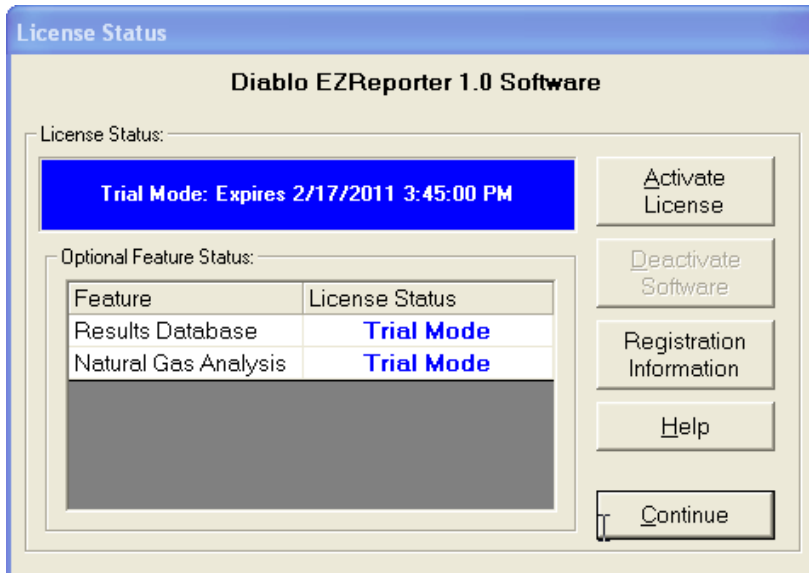 License Status
Diablo EZReporter 1.0 Software
License Status:
Trial Mode: Expires 2/17/2011 3:45:00 PM
Activate
License
Deactivate
Software
Optional Feature Status:
Feature License Status
Results Database Trial Mode
Natural Gas Analysis Trial Mode
Registration
Information
Help
Continue